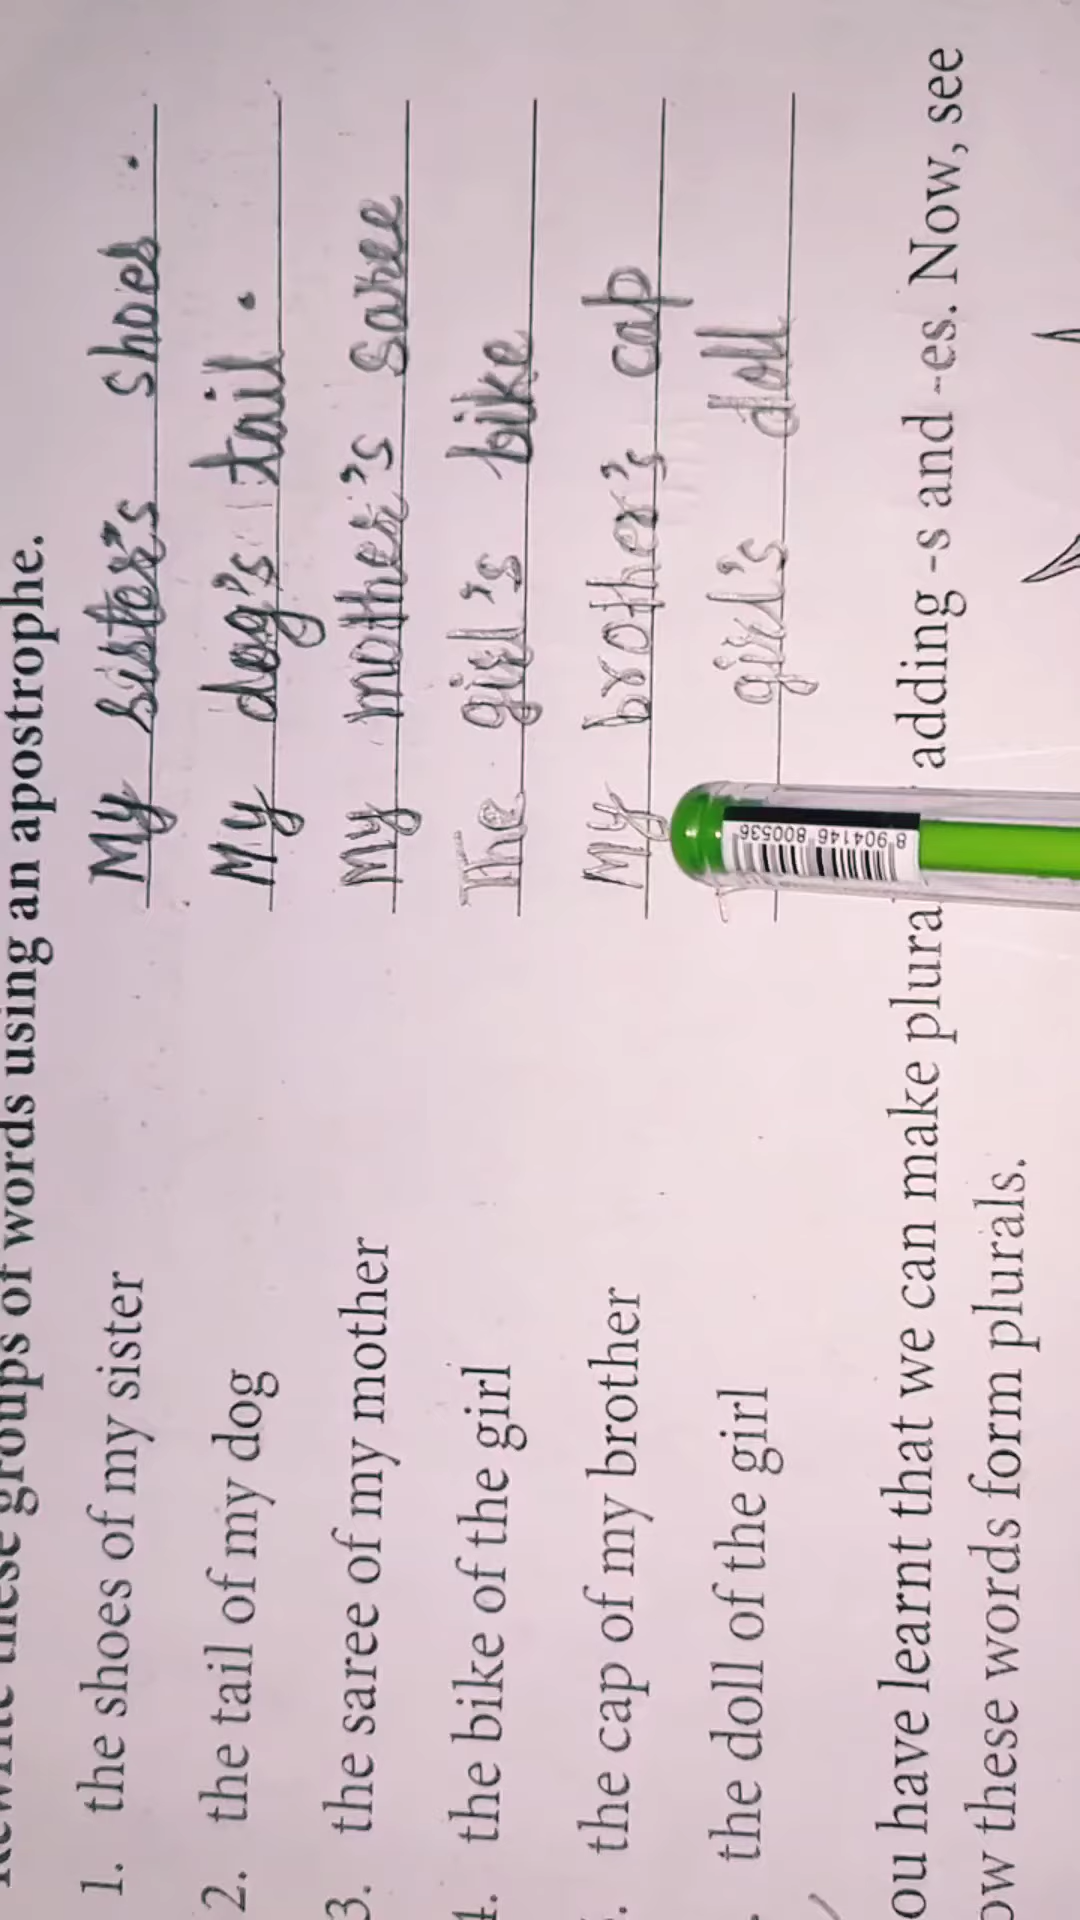 Rewrite these groups of words using an apostrophe.
1. the shoes of my sister My sister's shoes.
2. the tail of my dog My dog's tail.
3. the saree of my mother My mother's saree
4. the bike of the girl The girl's bike
. the cap of my brother My brother's cap
. the doll of the girl girl's doll
ou have learnt that we can make plura adding -s and -es. Now, see
ow these words form plurals.
8 904146 800536